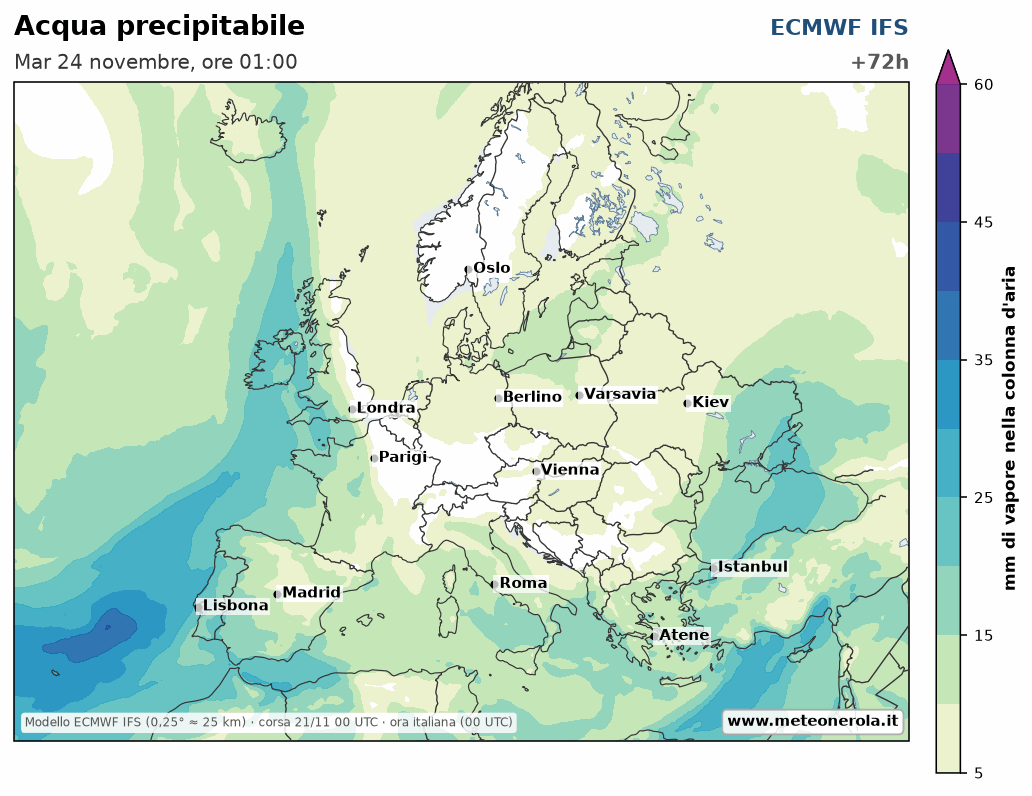 Acqua precipitabile
ECMWF IFS
Mar 24 novembre, ore 01:00
+72h
60
45
35
25
15
5
mm di vapore nella colonna d'aria
Oslo
Londra
Berlino
Varsavia
Kiev
Parigi
Vienna
Istanbul
Roma
Madrid
Lisbona
Atene
Modello ECMWF IFS (0,25° ≈ 25 km) · corsa 21/11 00 UTC · ora italiana (00 UTC)
www.meteonerola.it